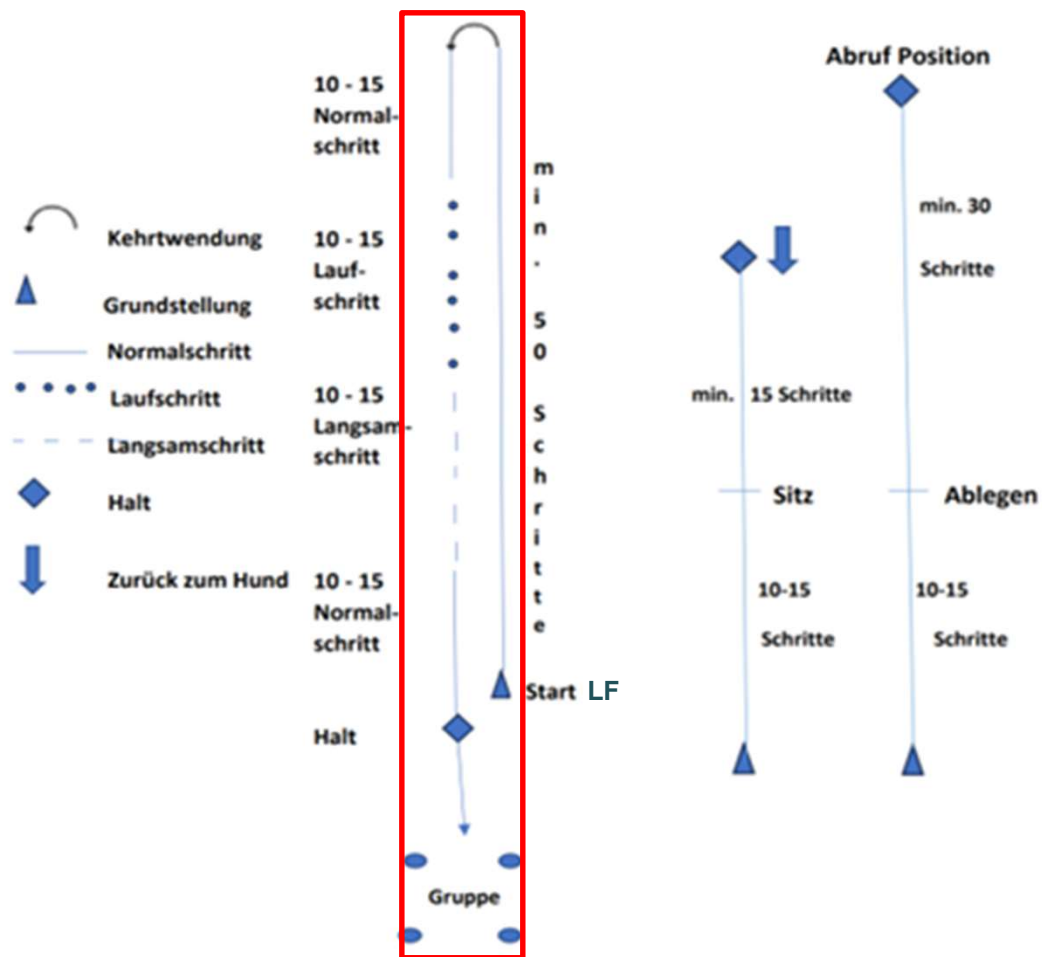 Kehrtwendung
Grundstellung
Normalschritt
Laufschritt
Langsamschritt
Halt
Zurück zum Hund
10 - 15
Normal-
schritt
10 - 15
Lauf-
schritt
10 - 15
Langsam-
schritt
10 - 15
Normal-
schritt
Halt
min. 50 Schritte
Start LF
Gruppe
min. 15 Schritte
Sitz
10-15
Schritte
Abruf Position
min. 30
Schritte
Ablegen
10-15
Schritte